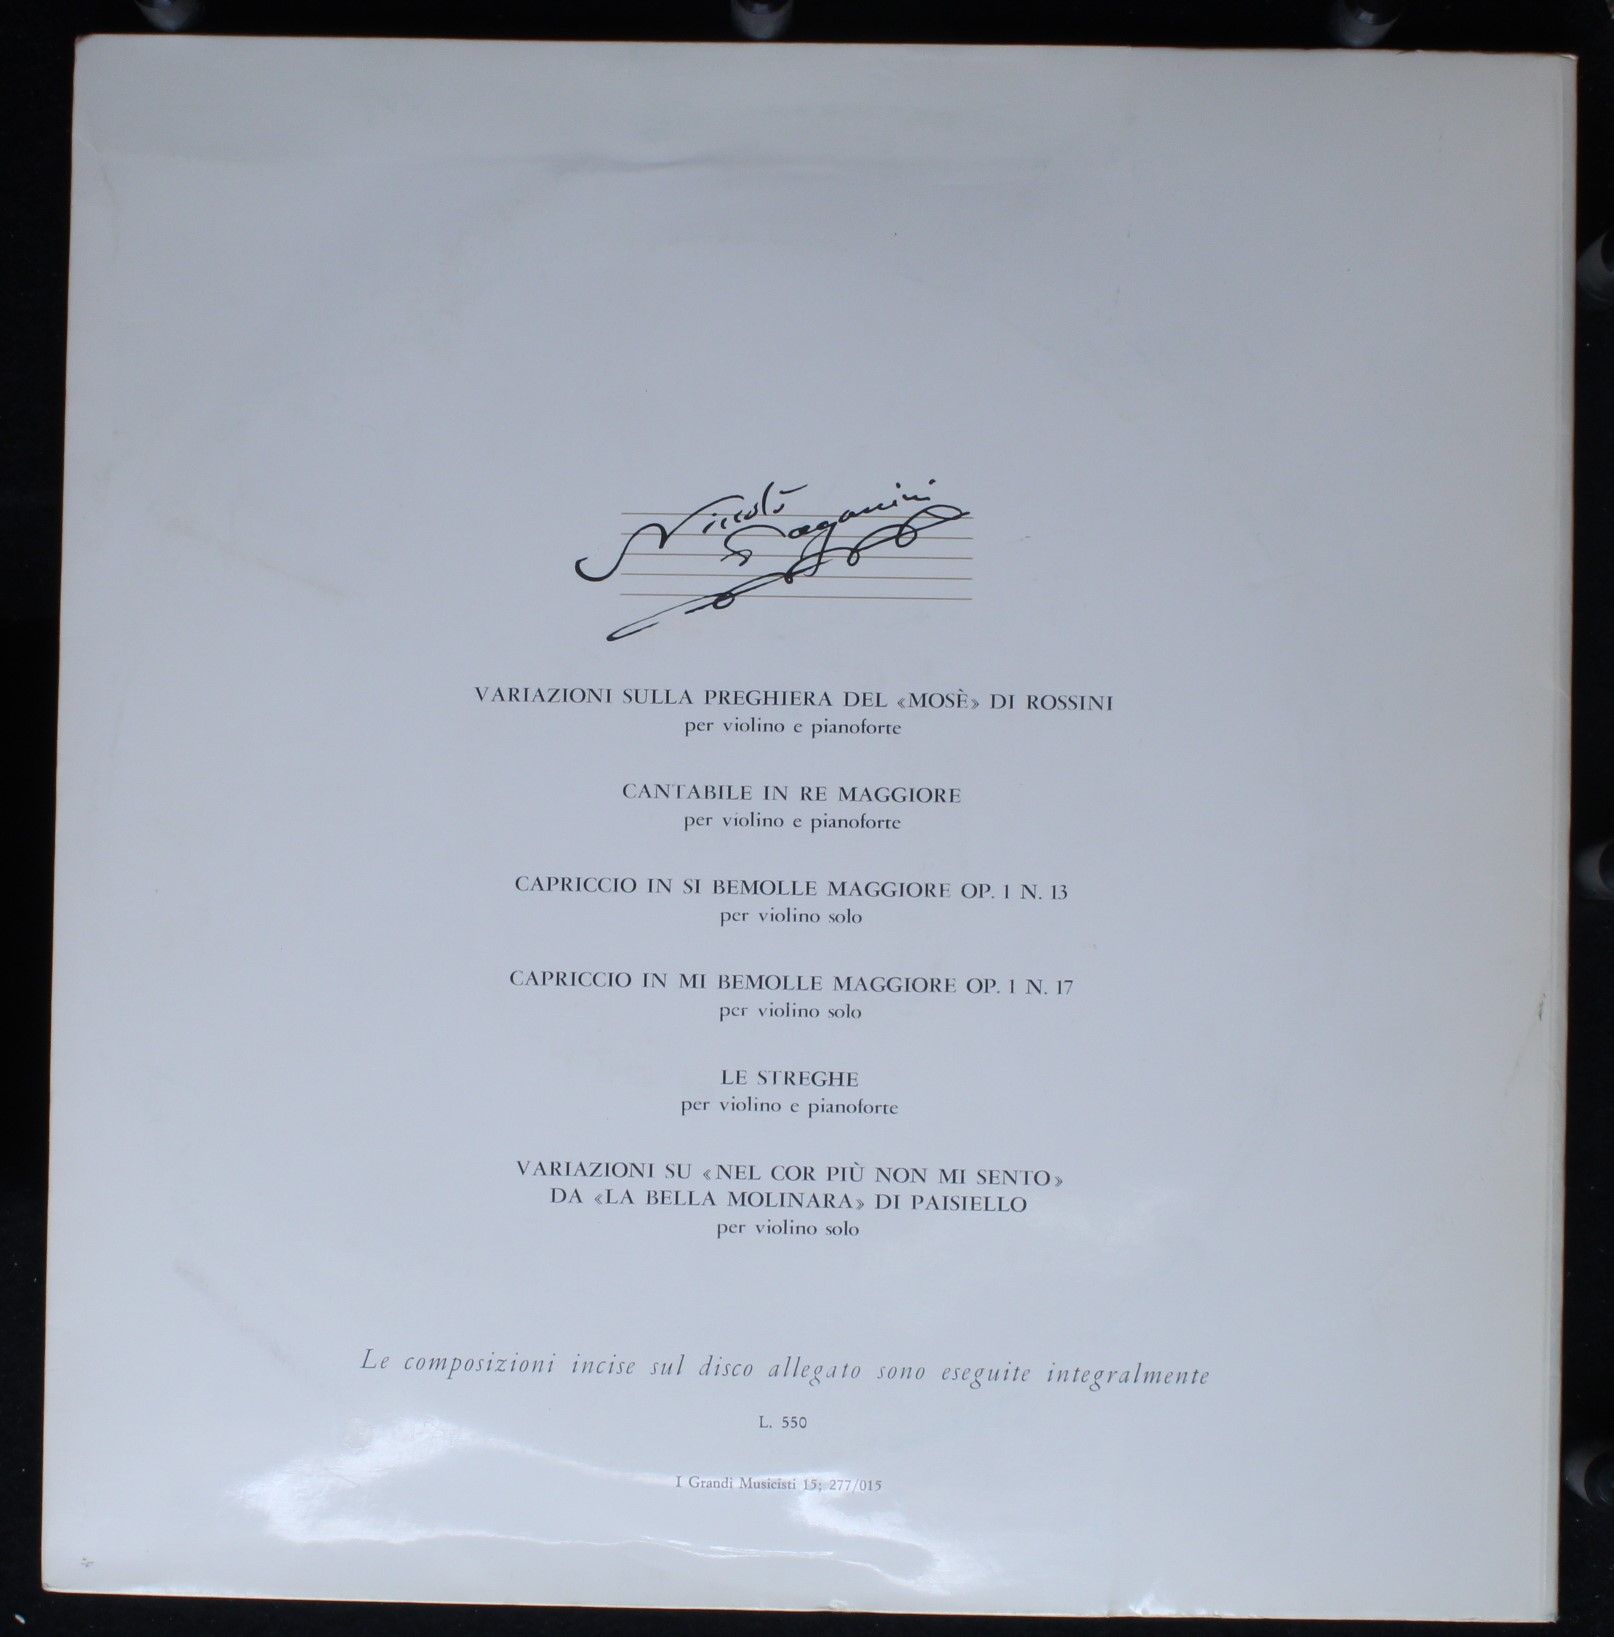 Niccolò
Paganini
VARIAZIONI SULLA PREGHIERA DEL «MOSÈ» DI ROSSINI
per violino e pianoforte
CANTABILE IN RE MAGGIORE
per violino e pianoforte
CAPRICCIO IN SI BEMOLLE MAGGIORE OP. 1 N. 13
per violino solo
CAPRICCIO IN MI BEMOLLE MAGGIORE OP. 1 N. 17
per violino solo
LE STREGHE
per violino e pianoforte
VARIAZIONI SU «NEL COR PIÙ NON MI SENTO»
DA «LA BELLA MOLINARA» DI PAISIELLO
per violino solo
Le composizioni incise sul disco allegato sono eseguite integralmente
L. 550
I Grandi Musicisti 15; 277/015